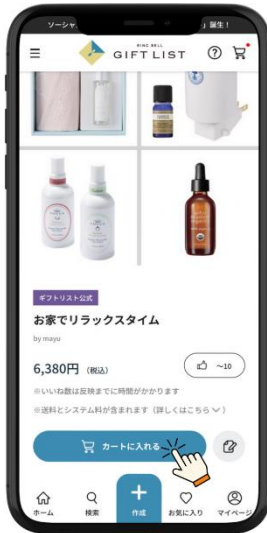 ソーシャ 」誕生!
RING BELL
GIFT LIST
ギフトリスト公式
お家でリラックスタイム
by mayu
6,380円 (税込)
~10
※いいね数は反映までに時間がかかります
※送料とシステム料が含まれます(詳しくはこちら
カートに入れる
ホーム
検索
作成
お気に入り
マイページ